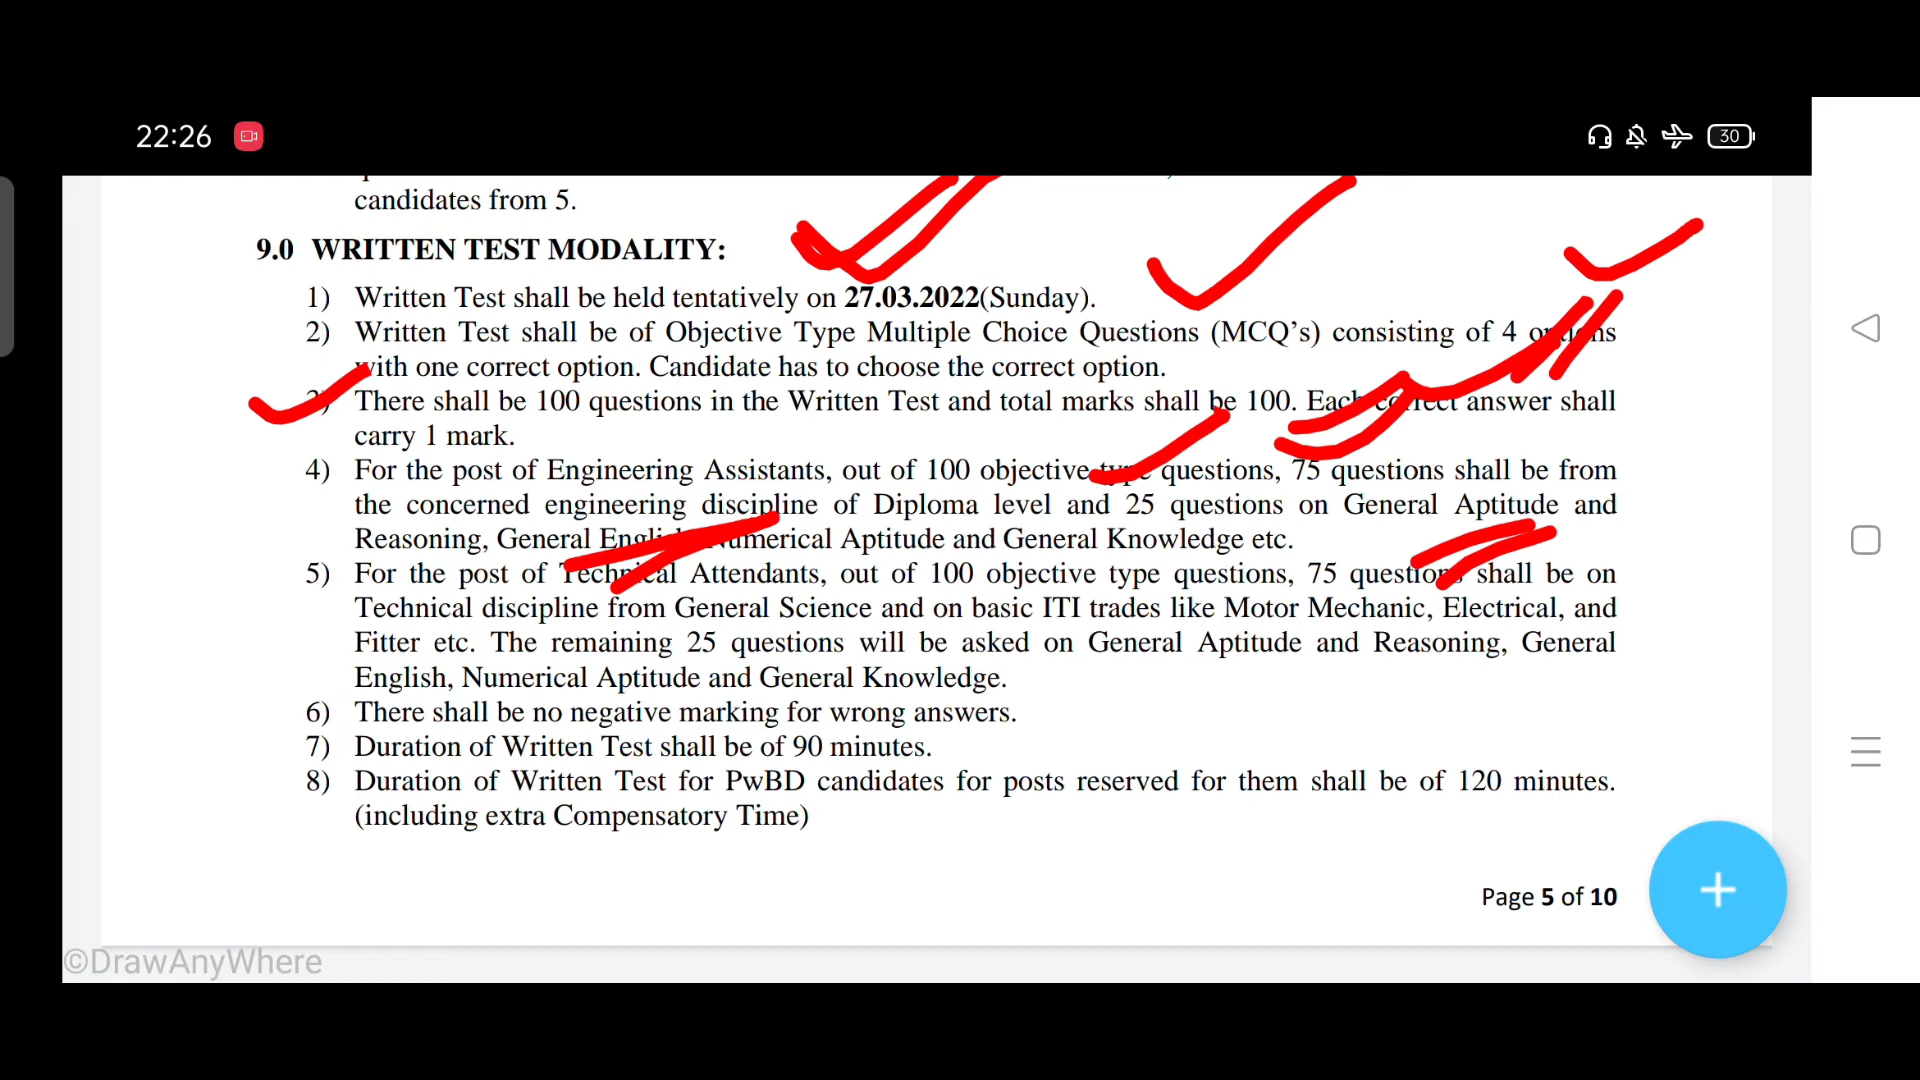 22:26
30
candidates from 5.
9.0 WRITTEN TEST MODALITY:
1) Written Test shall be held tentatively on 27.03.2022(Sunday).
2) Written Test shall be of Objective Type Multiple Choice Questions (MCQ's) consisting of 4 options
with one correct option. Candidate has to choose the correct option.
3) There shall be 100 questions in the Written Test and total marks shall be 100. Each correct answer shall
carry 1 mark.
4) For the post of Engineering Assistants, out of 100 objective type questions, 75 questions shall be from
the concerned engineering discipline of Diploma level and 25 questions on General Aptitude and
Reasoning, General English, Numerical Aptitude and General Knowledge etc.
5) For the post of Technical Attendants, out of 100 objective type questions, 75 questions shall be on
Technical discipline from General Science and on basic ITI trades like Motor Mechanic, Electrical, and
Fitter etc. The remaining 25 questions will be asked on General Aptitude and Reasoning, General
English, Numerical Aptitude and General Knowledge.
6) There shall be no negative marking for wrong answers.
7) Duration of Written Test shall be of 90 minutes.
8) Duration of Written Test for PwBD candidates for posts reserved for them shall be of 120 minutes.
(including extra Compensatory Time)
Page 5 of 10
©DrawAnyWhere